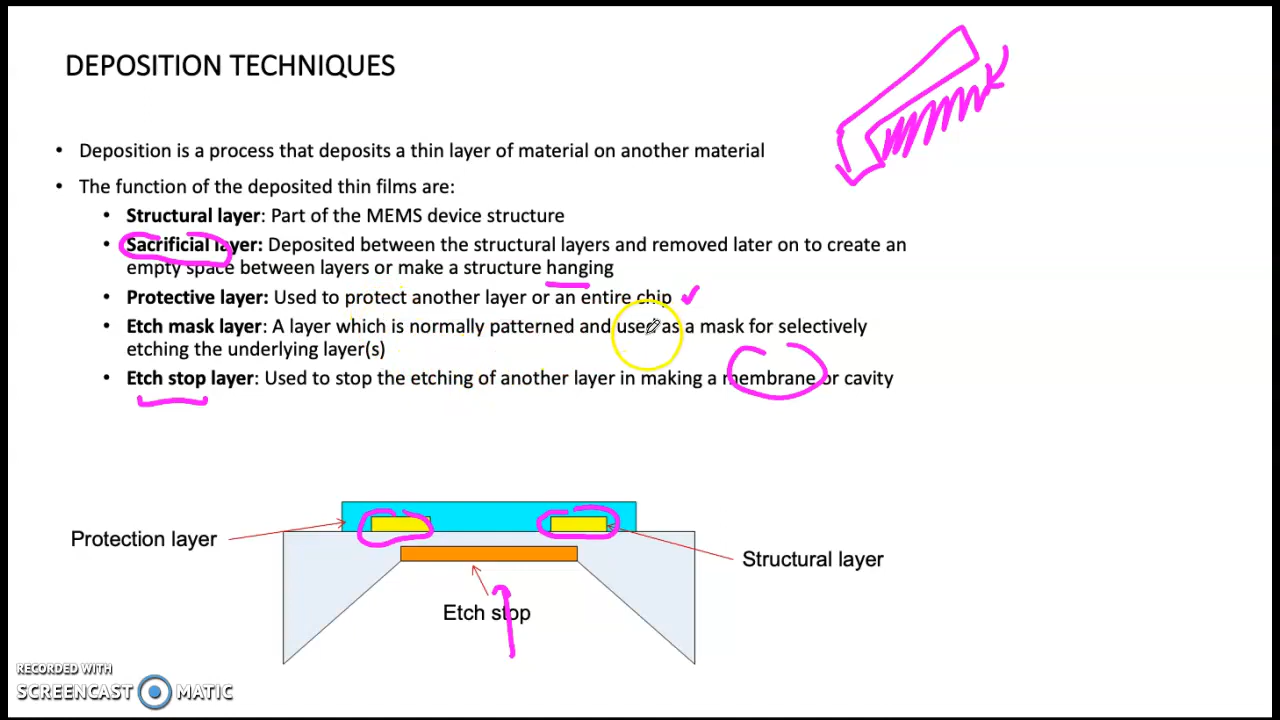 DEPOSITION TECHNIQUES
• Deposition is a process that deposits a thin layer of material on another material
• The function of the deposited thin films are:
• Structural layer: Part of the MEMS device structure
• Sacrificial layer: Deposited between the structural layers and removed later on to create an
empty space between layers or make a structure hanging
• Protective layer: Used to protect another layer or an entire chip
• Etch mask layer: A layer which is normally patterned and used as a mask for selectively
etching the underlying layer(s)
• Etch stop layer: Used to stop the etching of another layer in making a membrane or cavity
Protection layer
Structural layer
Etch stop
RECORDED WITH
SCREENCAST MATIC